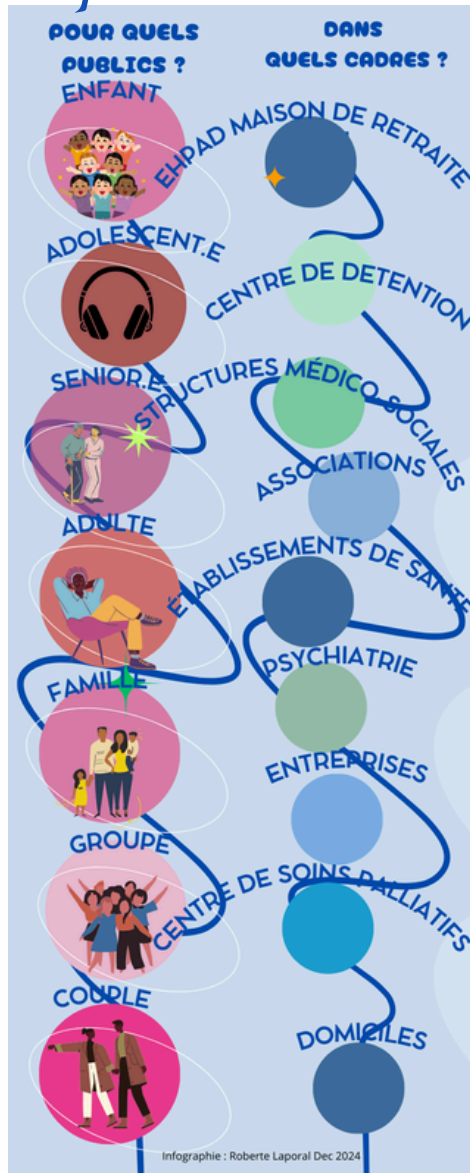 POUR QUELS
PUBLICS ?
ENFANT
ADOLESCENT.E
SENIOR.E
ADULTE
FAMILLE
GROUPE
COUPLE
DANS
QUELS CADRES ?
EHPAD MAISON DE RETRAITE
CENTRE DE DETENTION
STRUCTURES MÉDICO SOCIALES
ASSOCIATIONS
ÉTABLISSEMENTS DE SANTÉ
PSYCHIATRIE
ENTREPRISES
CENTRE DE SOINS PALLIATIFS
DOMICILES
Infographie : Roberte Laporal Dec 2024